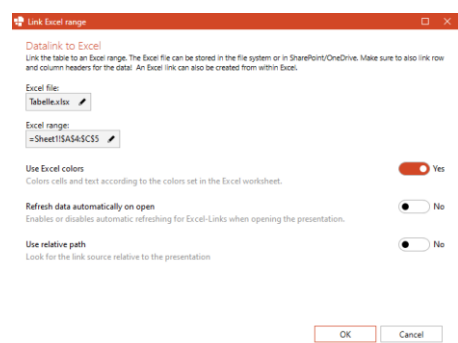 Link Excel range
Datalink to Excel
Link the table to an Excel range. The Excel file can be stored in the file system or in SharePoint/OneDrive. Make sure to also link row
and column headers for the data! An Excel link can also be created from within Excel.
Excel file:
Tabelle.xlsx
Excel range:
=Sheet1!$A$4:$C$5
Use Excel colors
Yes
Colors cells and text according to the colors set in the Excel worksheet.
Refresh data automatically on open
No
Enables or disables automatic refreshing for Excel-Links when opening the presentation.
Use relative path
No
Look for the link source relative to the presentation
OK
Cancel